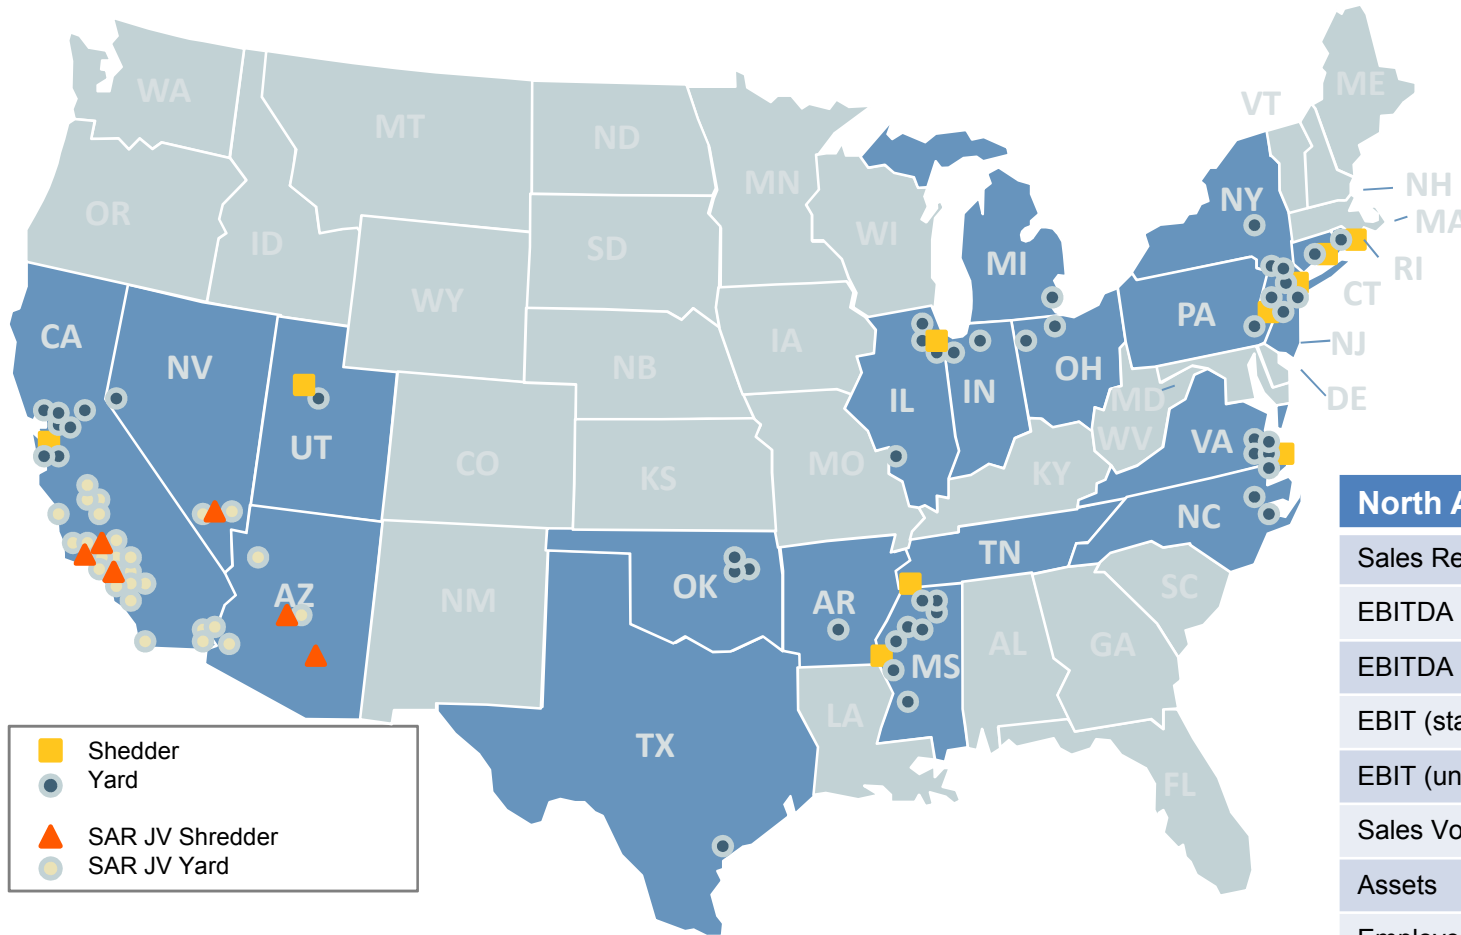 WA
MT
ND
MN
VT
ME
OR
ID
SD
WI
MI
NY
NH
MA
RI
CT
WY
CA
NV
IA
PA
NJ
NB
OH
IL
IN
MD
DE
UT
CO
KS
MO
KY
WV
VA
NC
TN
AZ
NM
OK
AR
SC
MS
AL
GA
LA
TX
FL
Shedder
Yard
SAR JV Shredder
SAR JV Yard
North A
Sales Re
EBITDA
EBITDA
EBIT (sta
EBIT (un
Sales Vo
Assets